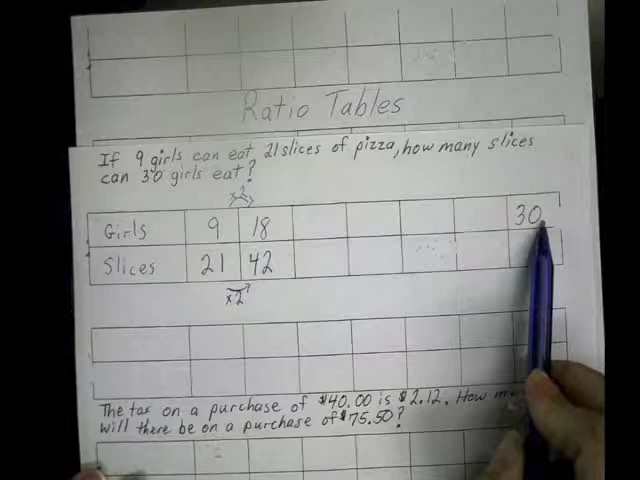 Ratio Tables
If 9 girls can eat 21 slices of pizza, how many slices
can 30 girls eat?
x2
Girls 9 18 30
Slices 21 42
x2
The tax on a purchase of $40.00 is $2.12. How
will there be on a purchase of $75.50?